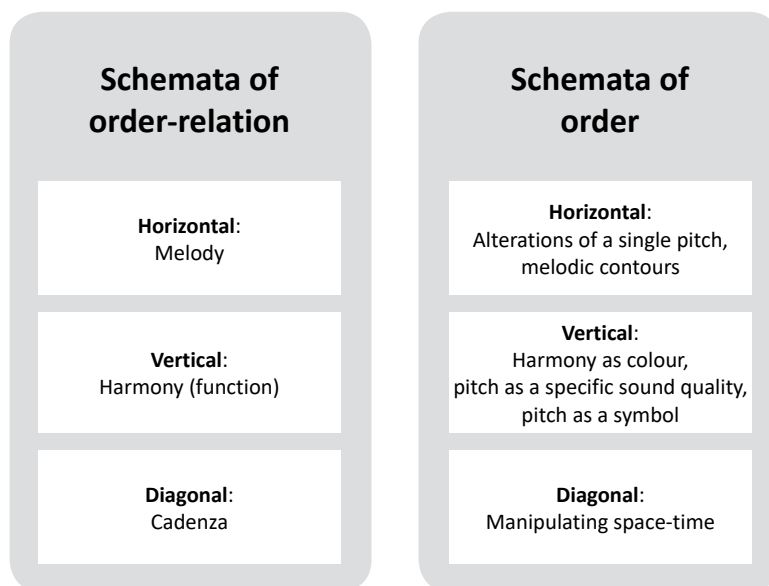 Schemata of
order-relation
Horizontal:
Melody
Vertical:
Harmony (function)
Diagonal:
Cadenza
Schemata of
order
Horizontal:
Alterations of a single pitch,
melodic contours
Vertical:
Harmony as colour,
pitch as a specific sound quality,
pitch as a symbol
Diagonal:
Manipulating space-time